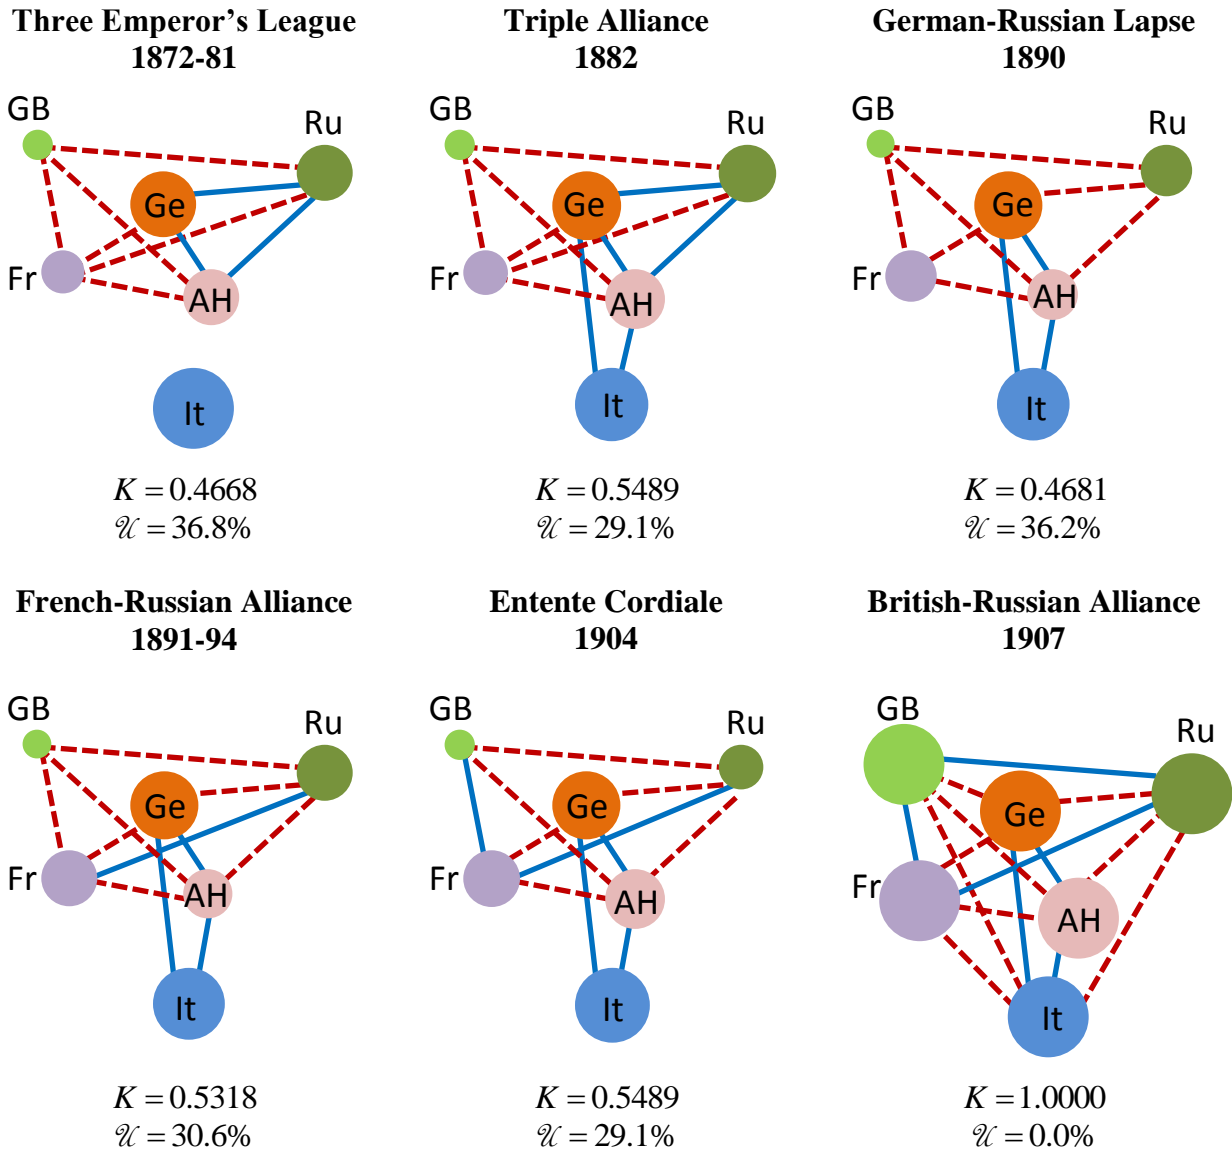 Three Emperor’s League
1872-81
GB
Ru
Ge
Fr
AH
It
K = 0.4668
𝒰 = 36.8%
Triple Alliance
1882
GB
Ru
Ge
Fr
AH
It
K = 0.5489
𝒰 = 29.1%
German-Russian Lapse
1890
GB
Ru
Ge
Fr
AH
It
K = 0.4681
𝒰 = 36.2%
French-Russian Alliance
1891-94
GB
Ru
Ge
Fr
AH
It
K = 0.5318
𝒰 = 30.6%
Entente Cordiale
1904
GB
Ru
Ge
Fr
AH
It
K = 0.5489
𝒰 = 29.1%
British-Russian Alliance
1907
GB
Ru
Ge
Fr
AH
It
K = 1.0000
𝒰 = 0.0%